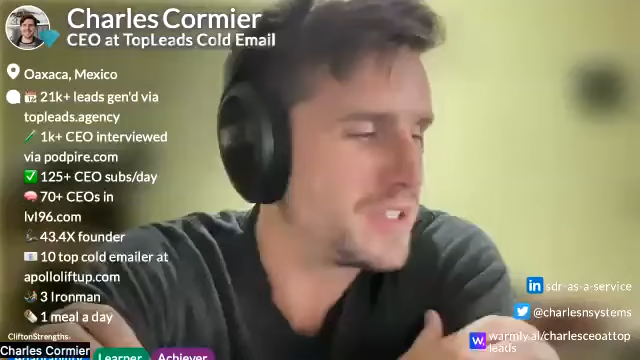 Charles Cormier
CEO at TopLeads Cold Email
Oaxaca, Mexico
21k+ leads gen'd via
topleads.agency
1k+ CEO interviewed
via podpire.com
125+ CEO subs/day
70+ CEOs in
lvl96.com
43.4X founder
10 top cold emailer at
apolloliftup.com
3 Ironman
1 meal a day
CliftonStrengths
Charles Cormier
Adaptability Learner Achiever
sdr-as-a-service
@charlesnsystems
warmly.ai/charlesceoattop
leads